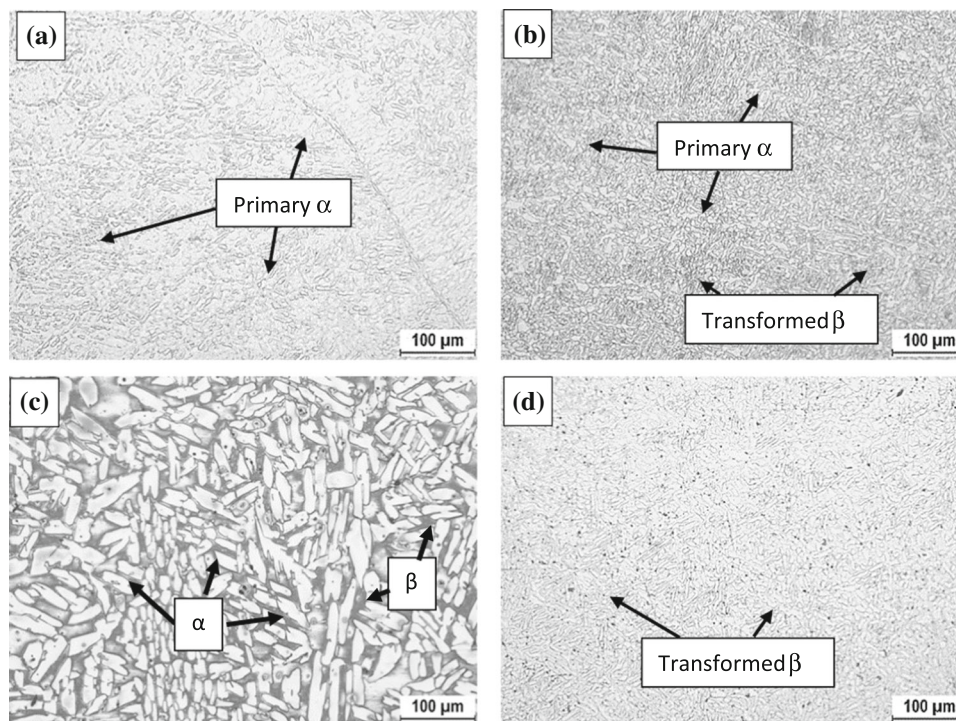 (a)
Primary α
100 µm
(b)
Primary α
Transformed β
100 µm
(c)
α
β
100 µm
(d)
Transformed β
100 µm